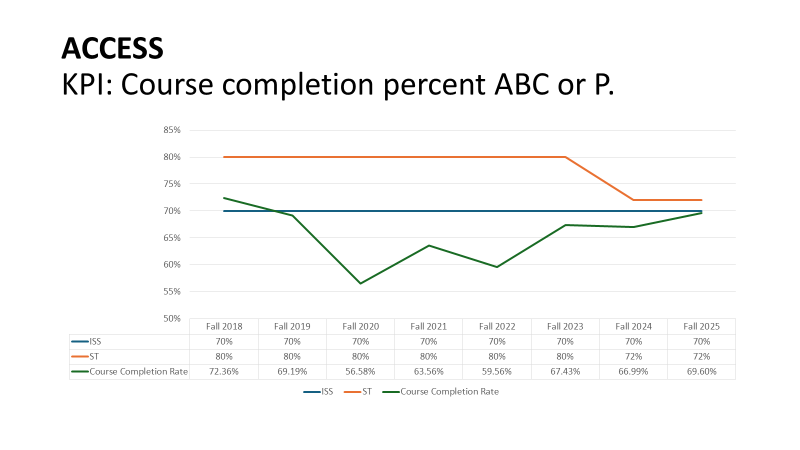 ACCESS
KPI: Course completion percent ABC or P.
85%
80%
75%
70%
65%
60%
55%
50%
Fall 2018 Fall 2019 Fall 2020 Fall 2021 Fall 2022 Fall 2023 Fall 2024 Fall 2025
ISS 70% 70% 70% 70% 70% 70% 70% 70%
ST 80% 80% 80% 80% 80% 80% 72% 72%
Course Completion Rate 72.36% 69.19% 56.58% 63.56% 59.56% 67.43% 66.99% 69.60%
ISS ST Course Completion Rate